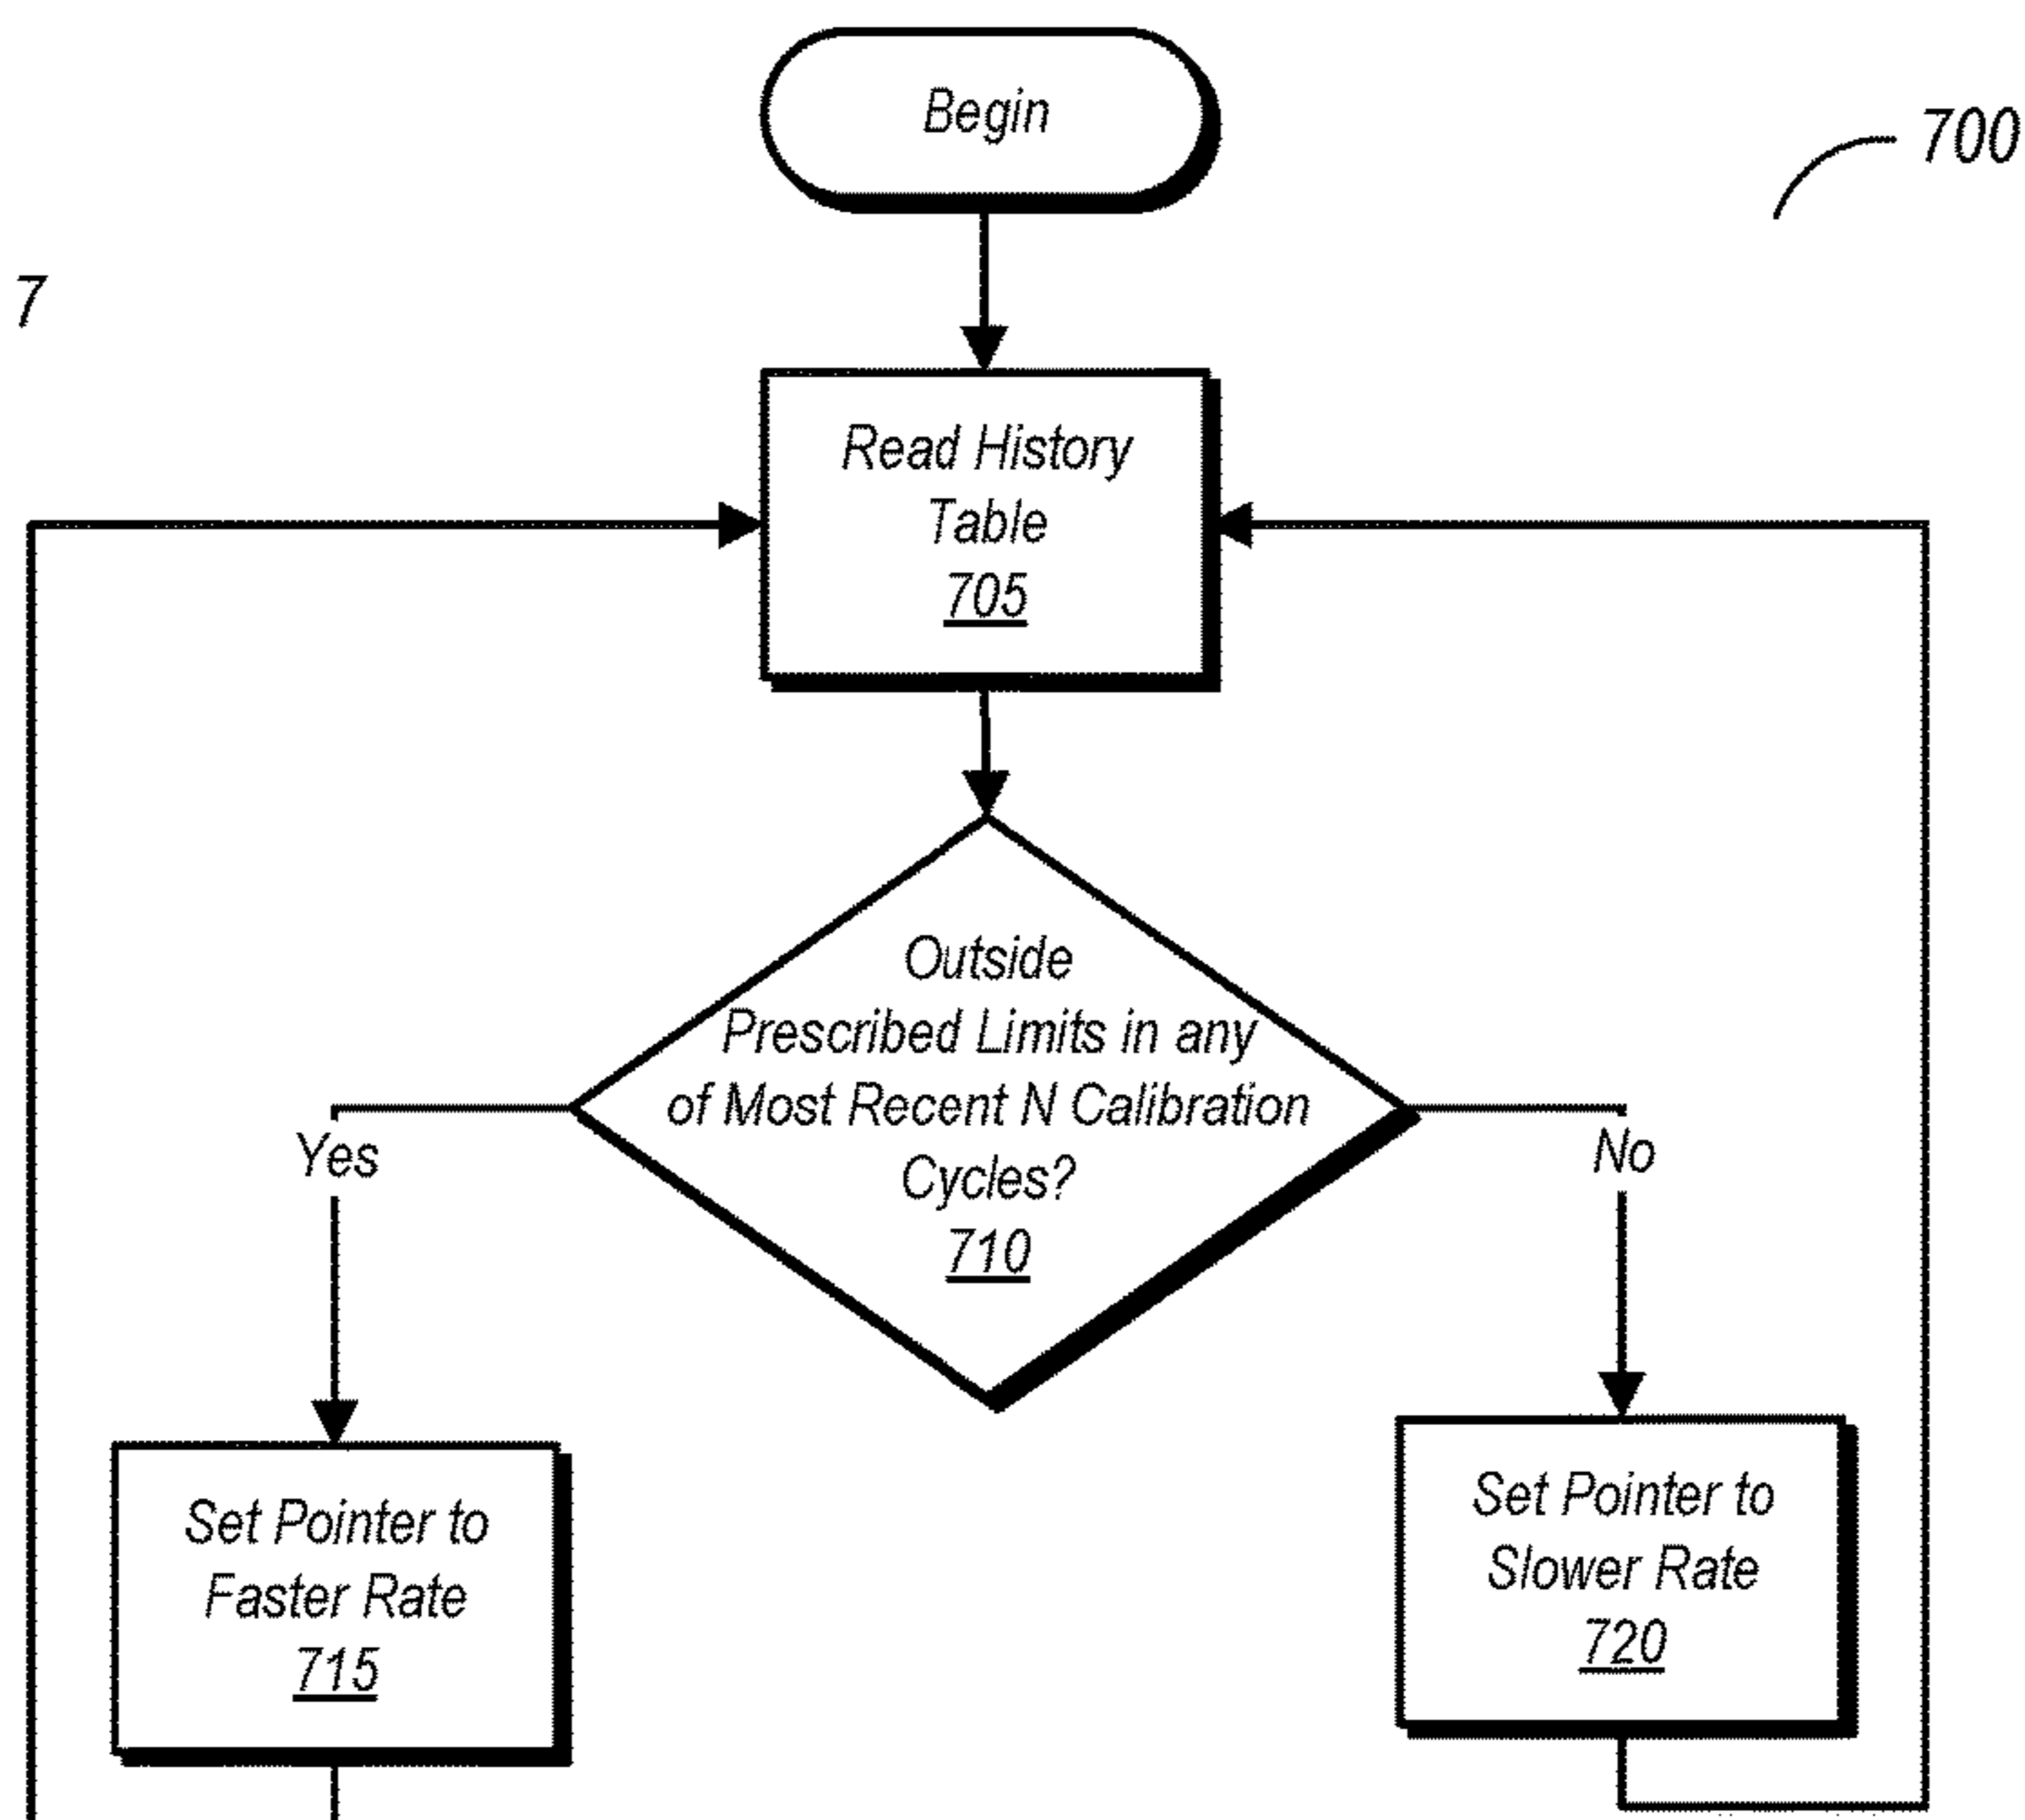 Begin
700
7
Read History
Table
705
Outside
Prescribed Limits in any
of Most Recent N Calibration
Cycles?
710
Yes
No
Set Pointer to
Faster Rate
715
Set Pointer to
Slower Rate
720